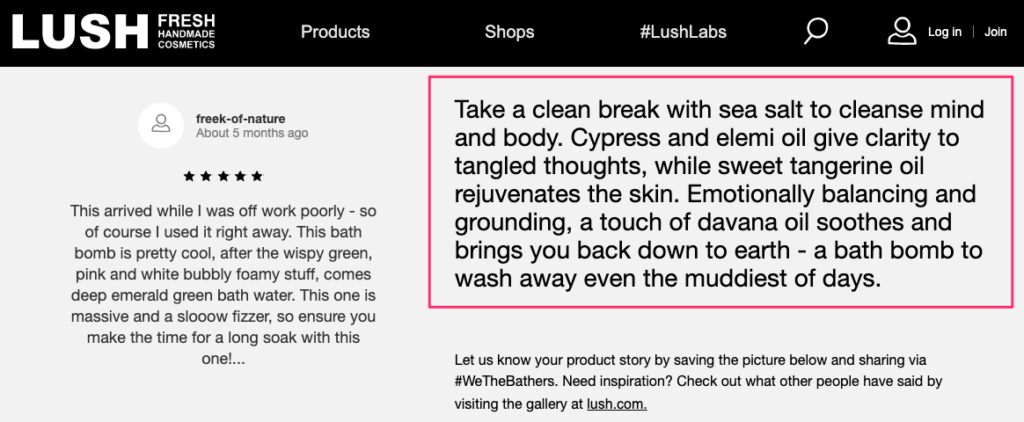 LUSH
FRESH
HANDMADE
COSMETICS
Products
Shops
#LushLabs
Log in | Join
freek-of-nature
About 5 months ago
This arrived while I was off work poorly - so
of course I used it right away. This bath
bomb is pretty cool, after the wispy green,
pink and white bubbly foamy stuff, comes
deep emerald green bath water. This one is
massive and a slooow fizzer, so ensure you
make the time for a long soak with this
one!...
Take a clean break with sea salt to cleanse mind
and body. Cypress and elemi oil give clarity to
tangled thoughts, while sweet tangerine oil
rejuvenates the skin. Emotionally balancing and
grounding, a touch of davana oil soothes and
brings you back down to earth - a bath bomb to
wash away even the muddiest of days.
Let us know your product story by saving the picture below and sharing via
#WeTheBathers. Need inspiration? Check out what other people have said by
visiting the gallery at lush.com.